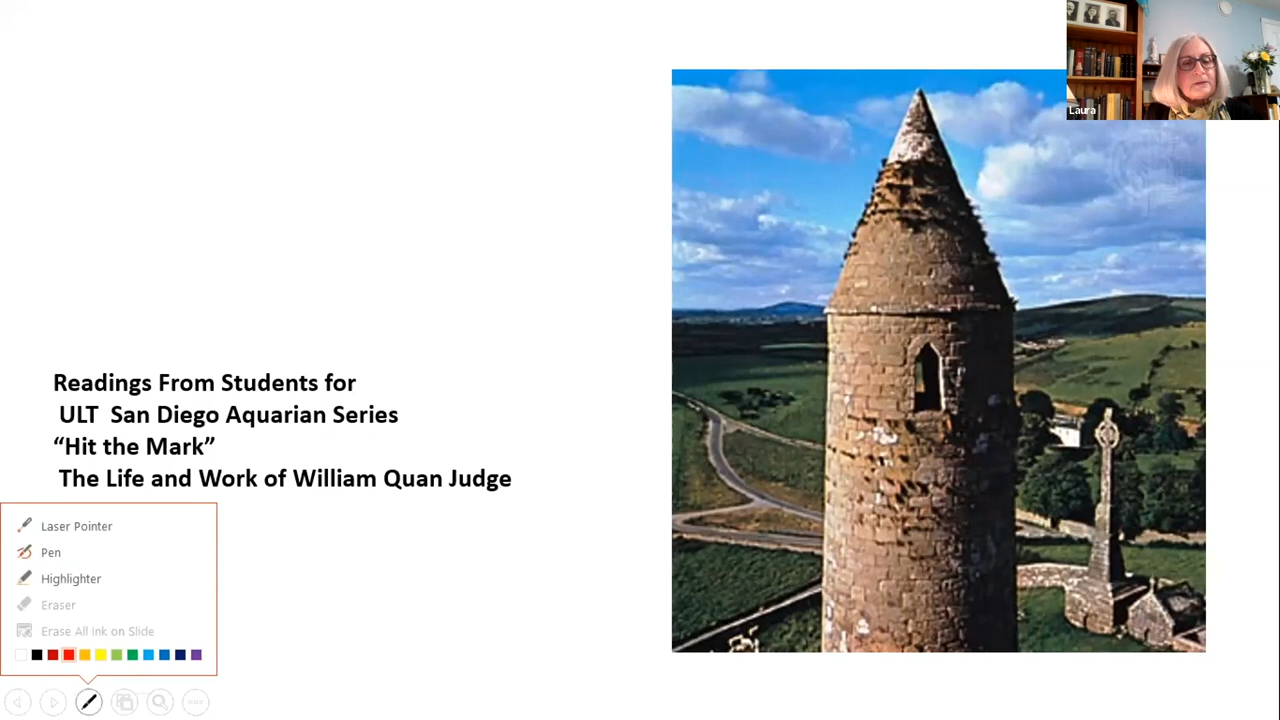 Laura
Readings From Students for
ULT San Diego Aquarian Series
“Hit the Mark”
The Life and Work of William Quan Judge
Laser Pointer
Pen
Highlighter
Eraser
Erase All Ink on Slide